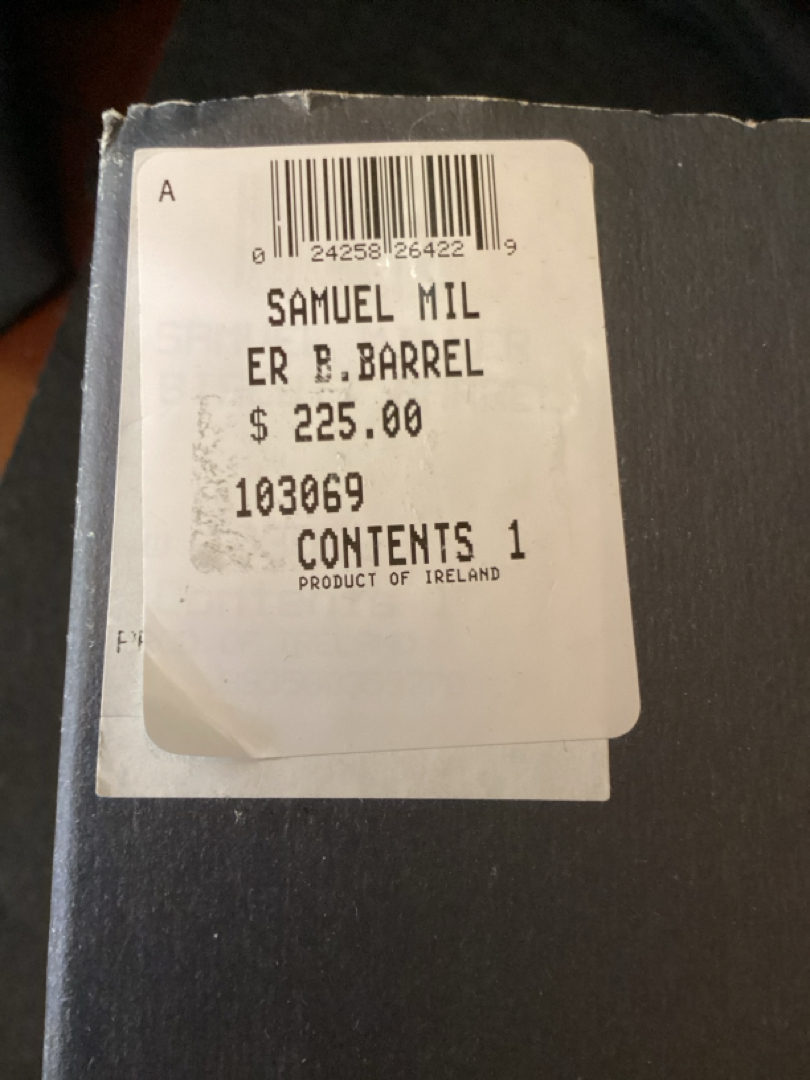 A
0 24258 26422 9
SAMUEL MIL
ER B.BARREL
$ 225.00
103069
CONTENTS 1
PRODUCT OF IRELAND